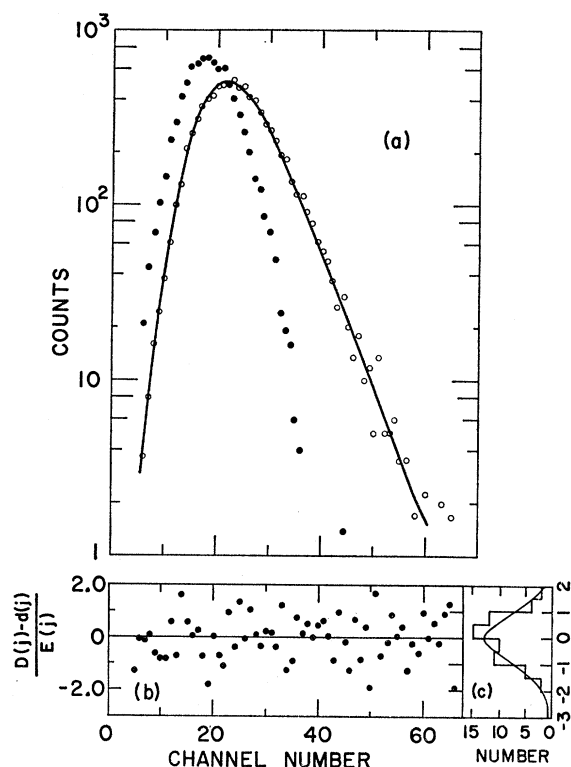 10³
(a)
10²
COUNTS
10
1
D(j)-d(j)
E(j)
2.0
0
-2.0
(b)
(c)
2
1
0
-1
-2
-3
0 20 40 60 15 10 5 0
CHANNEL NUMBER NUMBER